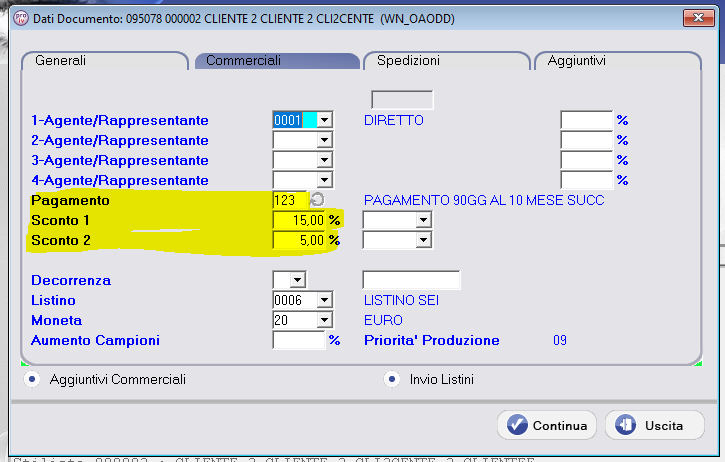 Dati Documento: 095078 000002 CLIENTE 2 CLIENTE 2 CLI2CENTE (WN_OAODD)
Generali Commerciali Spedizioni Aggiuntivi
1-Agente/Rappresentante 0001 DIRETTO %
2-Agente/Rappresentante %
3-Agente/Rappresentante %
4-Agente/Rappresentante %
Pagamento 123 PAGAMENTO 90GG AL 10 MESE SUCC
Sconto 1 15,00 %
Sconto 2 5,00 %
Decorrenza
Listino 0006 LISTINO SEI
Moneta 20 EURO
Aumento Campioni % Priorita' Produzione 09
Aggiuntivi Commerciali Invio Listini
Continua Uscita